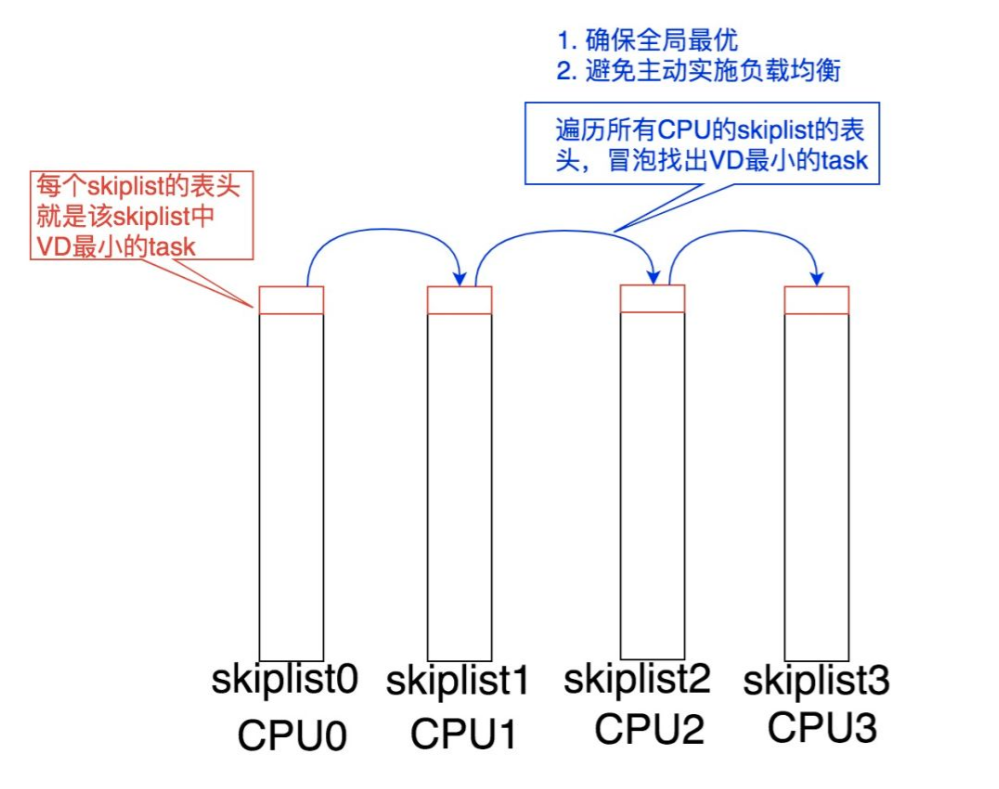 1. 确保全局最优
2. 避免主动实施负载均衡
遍历所有CPU的skiplist的表
头，冒泡找出VD最小的task
每个skiplist的表头
就是该skiplist中
VD最小的task
skiplist0 skiplist1 skiplist2 skiplist3
CPU0 CPU1 CPU2 CPU3